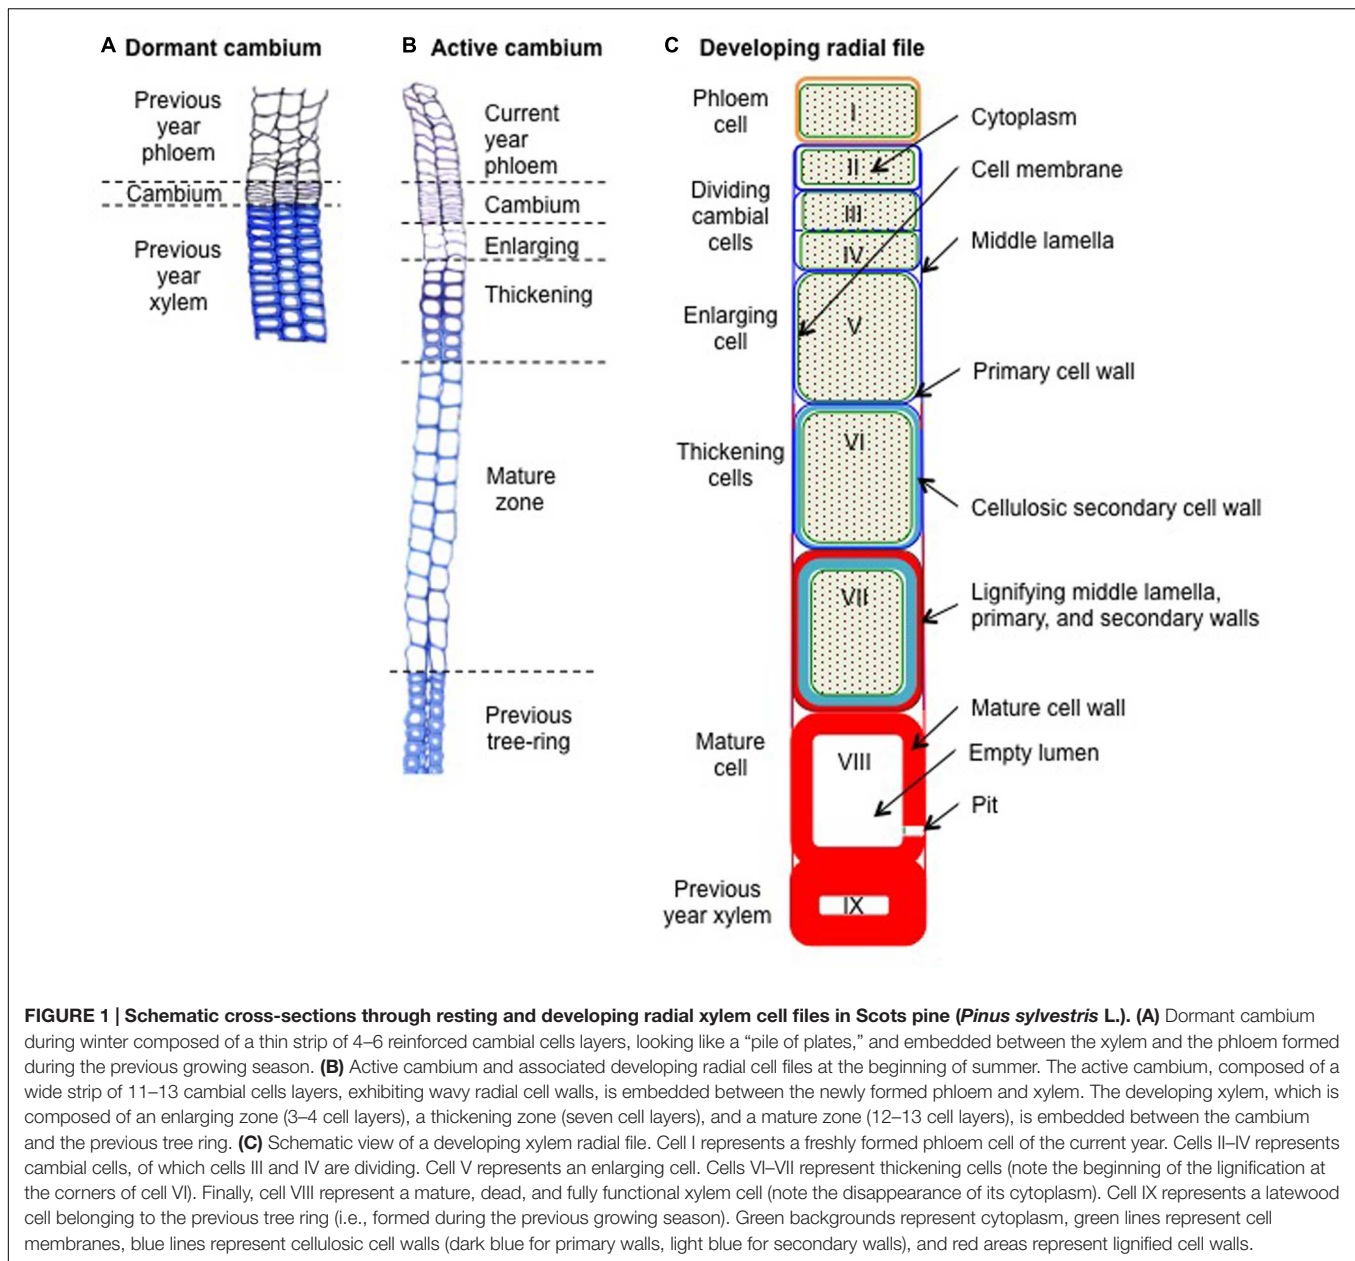 A Dormant cambium
Previous
year
phloem
Cambium
Previous
year
xylem
B Active cambium
Current
year
phloem
Cambium
Enlarging
Thickening
Mature
zone
Previous
tree-ring
C Developing radial file
Phloem
cell
Dividing
cambial
cells
Enlarging
cell
Thickening
cells
Mature
cell
Previous
year xylem
I
II
III
IV
V
VI
VII
VIII
IX
Cytoplasm
Cell membrane
Middle lamella
Primary cell wall
Cellulosic secondary cell wall
Lignifying middle lamella,
primary, and secondary walls
Mature cell wall
Empty lumen
Pit
FIGURE 1 | Schematic cross-sections through resting and developing radial xylem cell files in Scots pine (Pinus sylvestris L.). (A) Dormant cambium
during winter composed of a thin strip of 4–6 reinforced cambial cells layers, looking like a “pile of plates,” and embedded between the xylem and the phloem formed
during the previous growing season. (B) Active cambium and associated developing radial cell files at the beginning of summer. The active cambium, composed of a
wide strip of 11–13 cambial cells layers, exhibiting wavy radial cell walls, is embedded between the newly formed phloem and xylem. The developing xylem, which is
composed of an enlarging zone (3–4 cell layers), a thickening zone (seven cell layers), and a mature zone (12–13 cell layers), is embedded between the cambium
and the previous tree ring. (C) Schematic view of a developing xylem radial file. Cell I represents a freshly formed phloem cell of the current year. Cells II–IV represents
cambial cells, of which cells III and IV are dividing. Cell V represents an enlarging cell. Cells VI–VII represent thickening cells (note the beginning of the lignification at
the corners of cell VI). Finally, cell VIII represent a mature, dead, and fully functional xylem cell (note the disappearance of its cytoplasm). Cell IX represents a latewood
cell belonging to the previous tree ring (i.e., formed during the previous growing season). Green backgrounds represent cytoplasm, green lines represent cell
membranes, blue lines represent cellulosic cell walls (dark blue for primary walls, light blue for secondary walls), and red areas represent lignified cell walls.